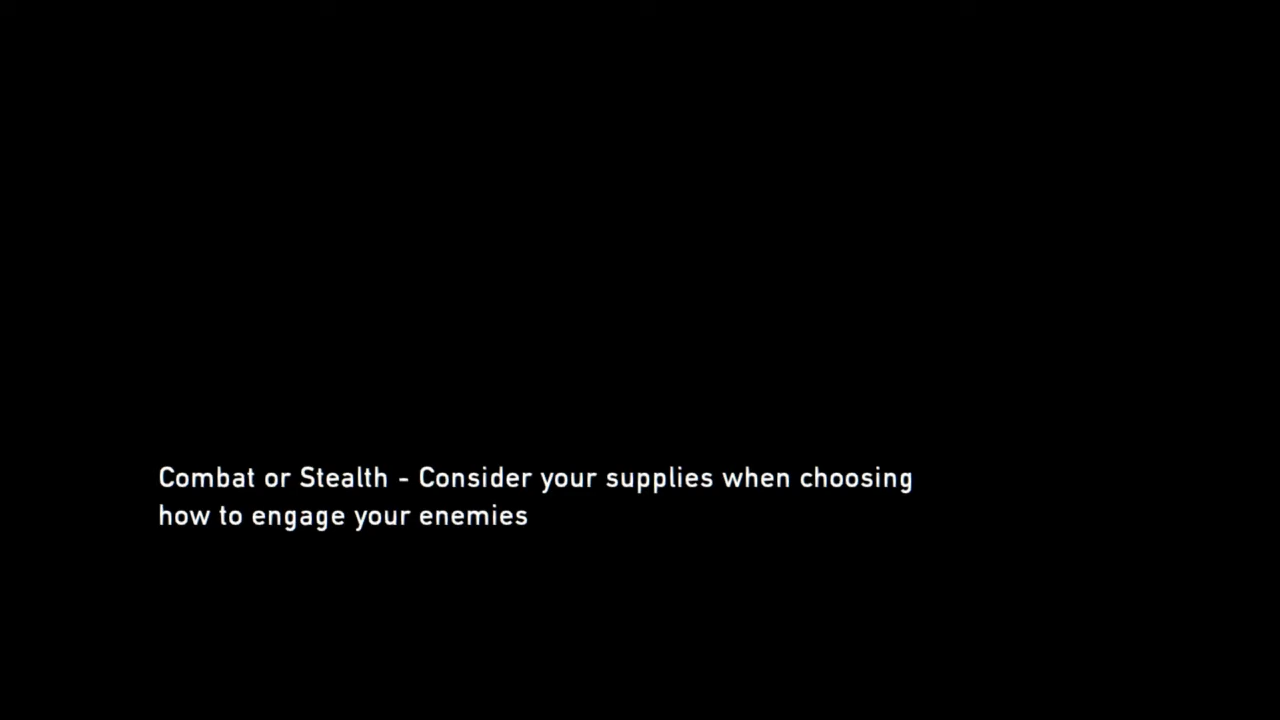 Combat or Stealth - Consider your supplies when choosing
how to engage your enemies